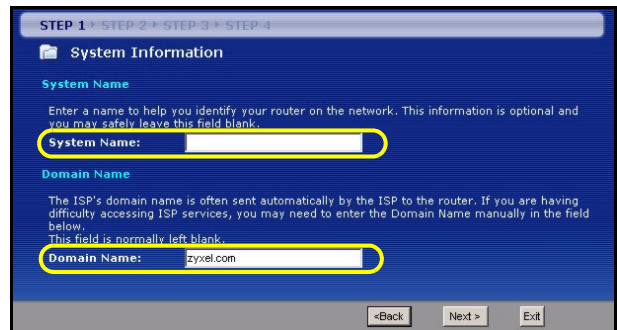 STEP 1 ▸ STEP 2 ▸ STEP 3 ▸ STEP 4
System Information
System Name
Enter a name to help you identify your router on the network. This information is optional and
you may safely leave this field blank.
System Name:
Domain Name
The ISP's domain name is often sent automatically by the ISP to the router. If you are having
difficulty accessing ISP services, you may need to enter the Domain Name manually in the field
below.
This field is normally left blank.
Domain Name: zyxel.com
<Back Next > Exit